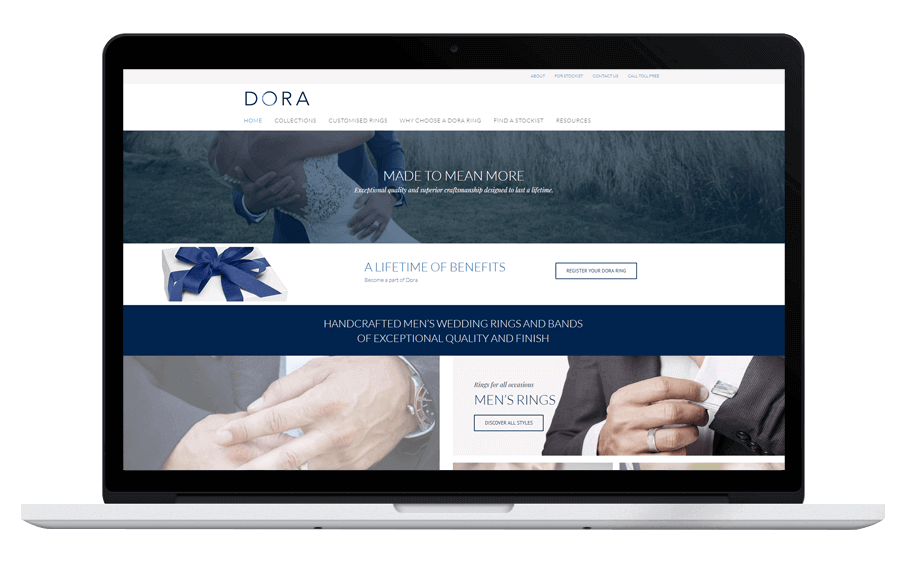 ABOUT FOR STOCKIST CONTACT US CALL TOLL FREE
DORA
HOME COLLECTIONS CUSTOMISED RINGS WHY CHOOSE A DORA RING FIND A STOCKIST RESOURCES
MADE TO MEAN MORE
Exceptional quality and superior craftsmanship designed to last a lifetime.
A LIFETIME OF BENEFITS
Become a part of Dora
REGISTER YOUR DORA RING
HANDCRAFTED MEN'S WEDDING RINGS AND BANDS
OF EXCEPTIONAL QUALITY AND FINISH
Rings for all occasions
MEN'S RINGS
DISCOVER ALL STYLES